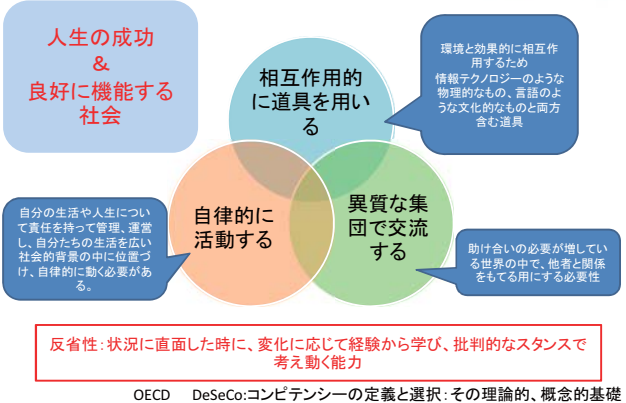 人生の成功
&
良好に機能する
社会
相互作用的
に道具を用い
る
環境と効果的に相互作
用するため
情報テクノロジーのような
物理的なもの、言語のよ
うな文化的なものと両方
含む道具
自分の生活や人生につい
て責任を持って管理、運営
し、自分たちの生活を広い
社会的背景の中に位置づ
け、自律的に動く必要があ
る。
自律的に
活動する
異質な集
団で交流
する
助け合いの必要が増してい
る世界の中で、他者と関係
をもてる用にする必要性
反省性：状況に直面した時に、変化に応じて経験から学び、批判的なスタンスで
考え動く能力
OECD　DeSeCo:コンピテンシーの定義と選択：その理論的、概念的基礎